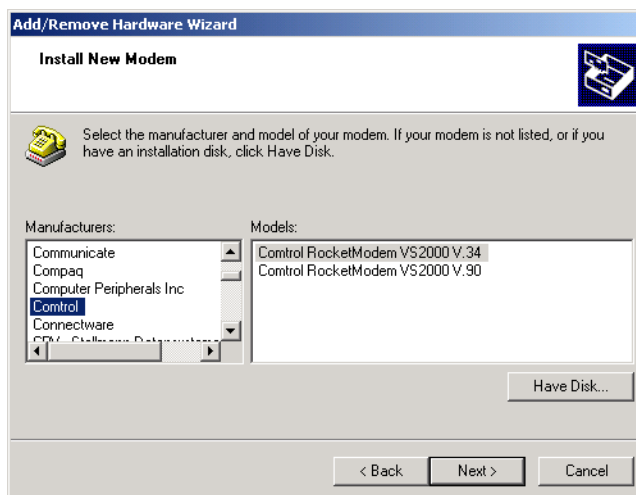 Add/Remove Hardware Wizard
Install New Modem
Select the manufacturer and model of your modem. If your modem is not listed, or if you
have an installation disk, click Have Disk.
Manufacturers:
Communicate
Compaq
Computer Peripherals Inc
Comtrol
Connectware
Models:
Comtrol RocketModem VS2000 V.34
Comtrol RocketModem VS2000 V.90
Have Disk...
< Back
Next >
Cancel